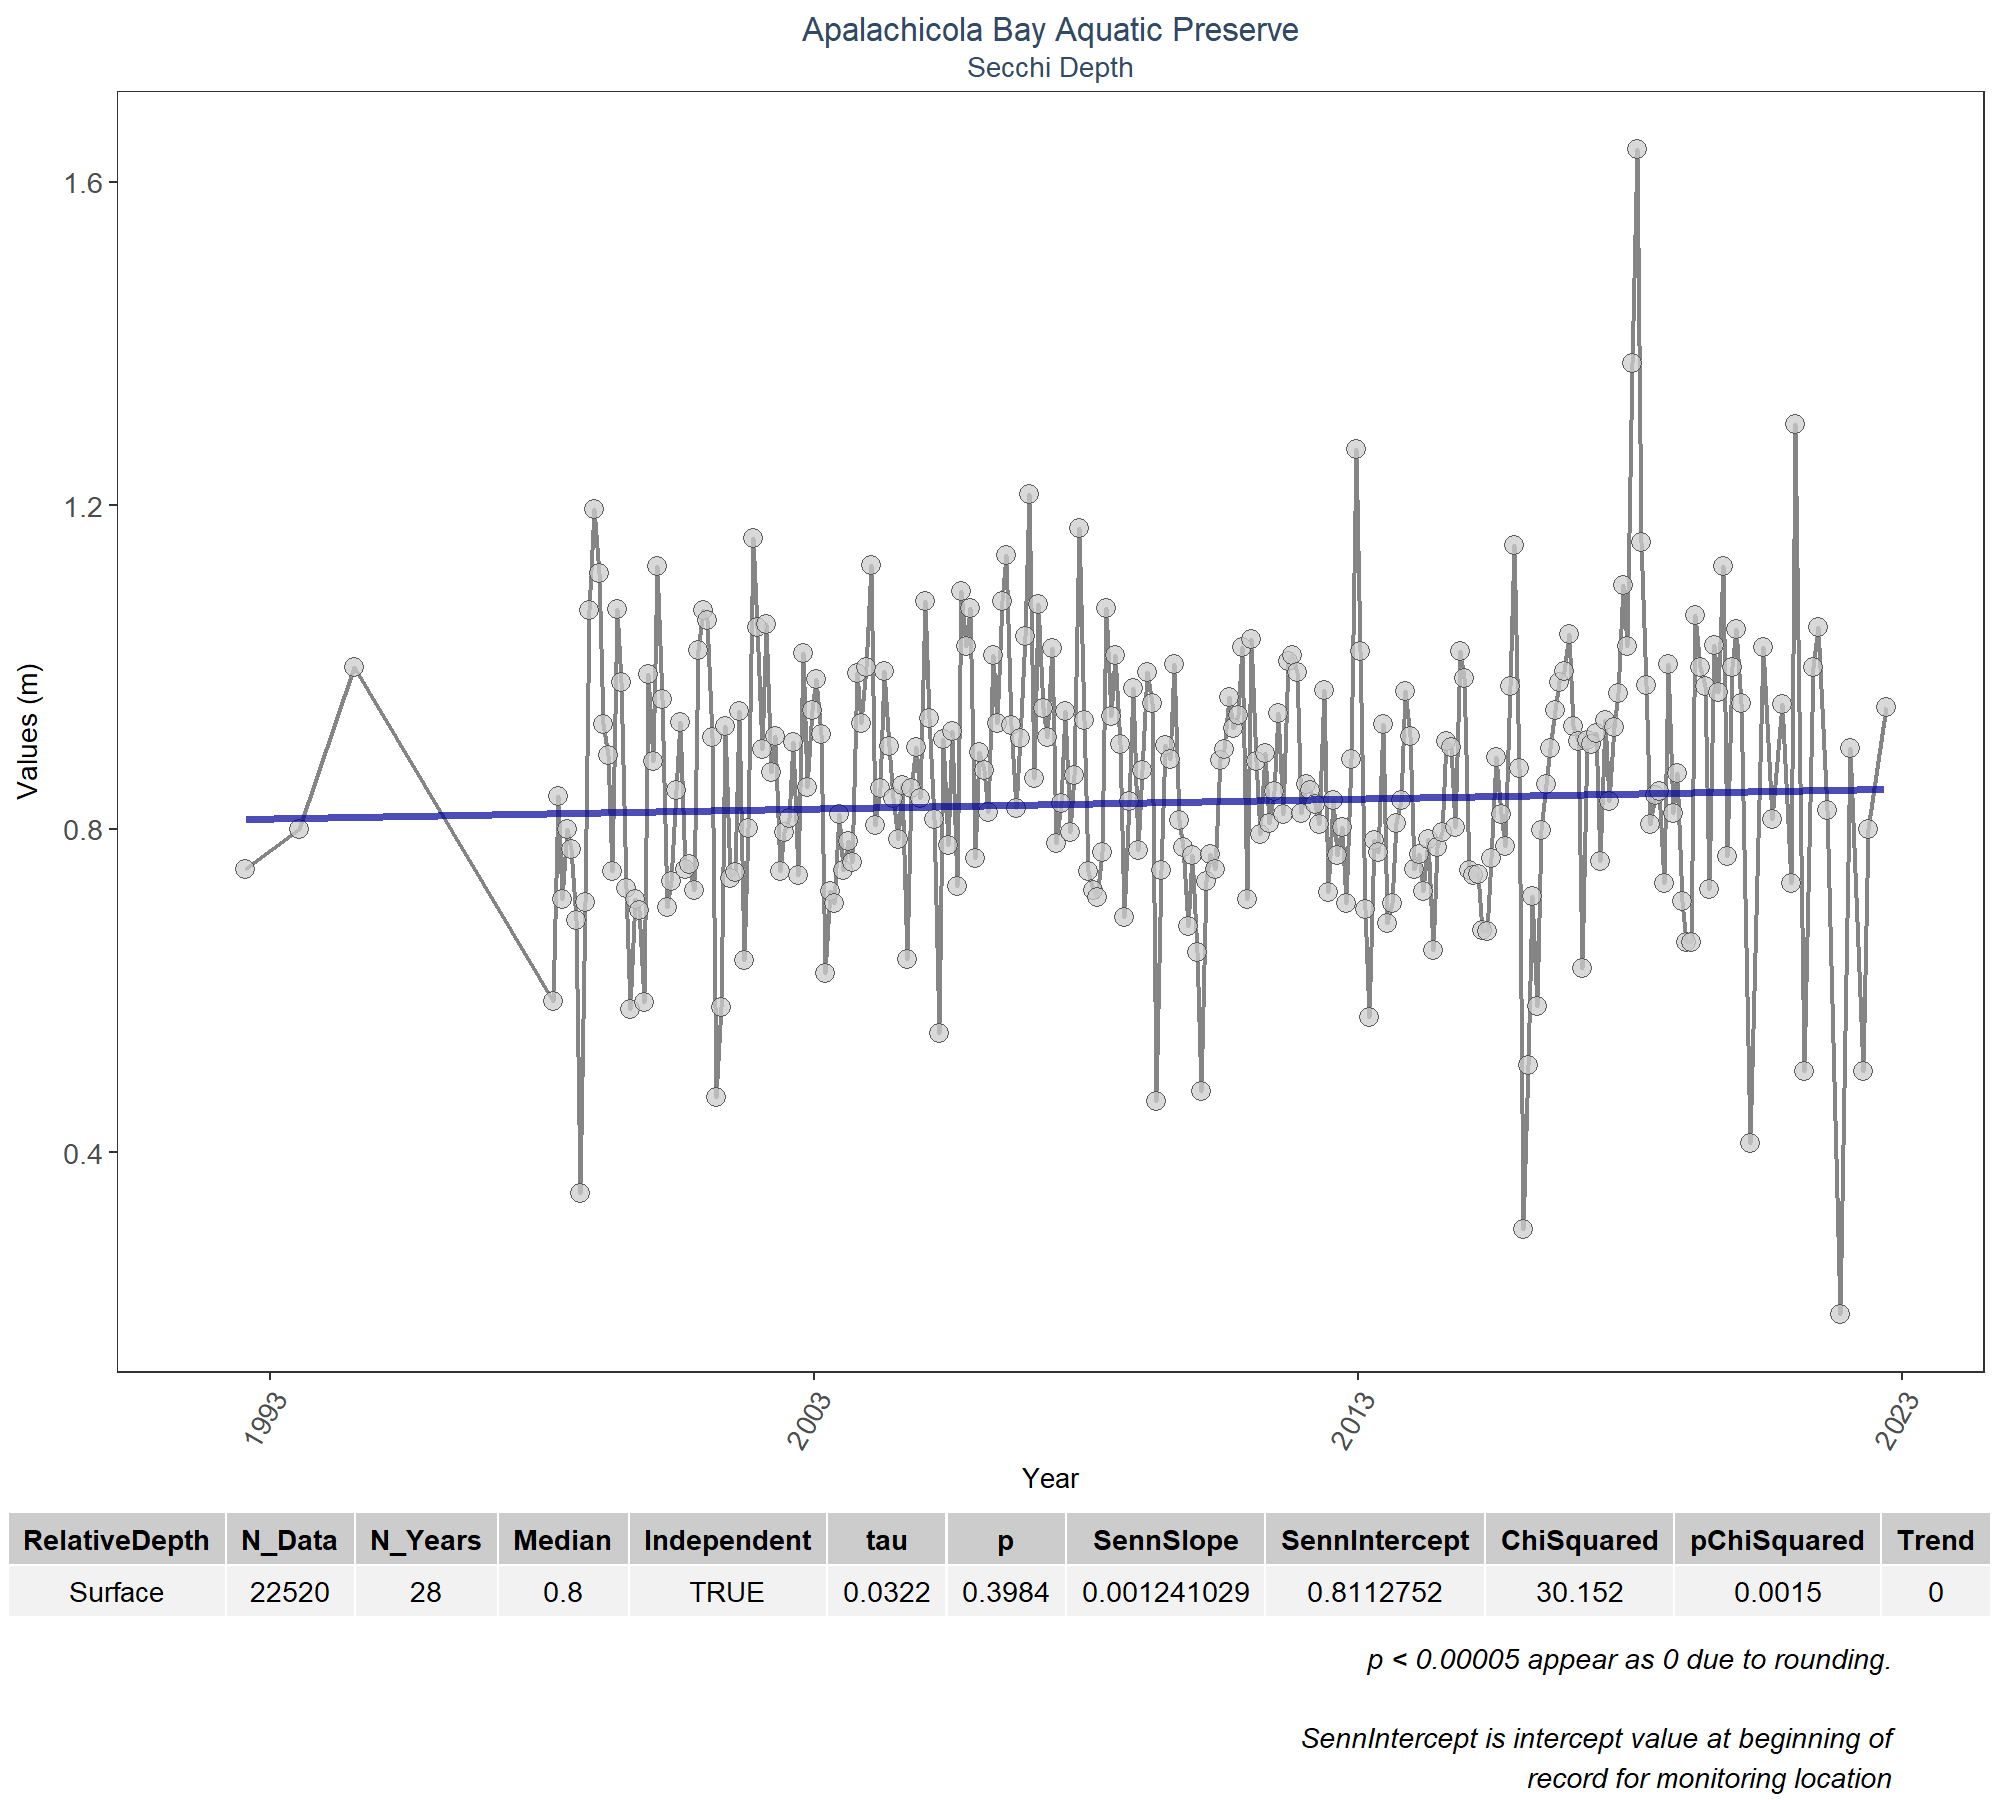 Apalachicola Bay Aquatic Preserve
Secchi Depth
Values (m)
1.6
1.2
0.8
0.4
1993 2003 2013 2023
Year
RelativeDepth N_Data N_Years Median Independent tau p SennSlope SennIntercept ChiSquared pChiSquared Trend
Surface 22520 28 0.8 TRUE 0.0322 0.3984 0.001241029 0.8112752 30.152 0.0015 0
p < 0.00005 appear as 0 due to rounding.
SennIntercept is intercept value at beginning of
record for monitoring location